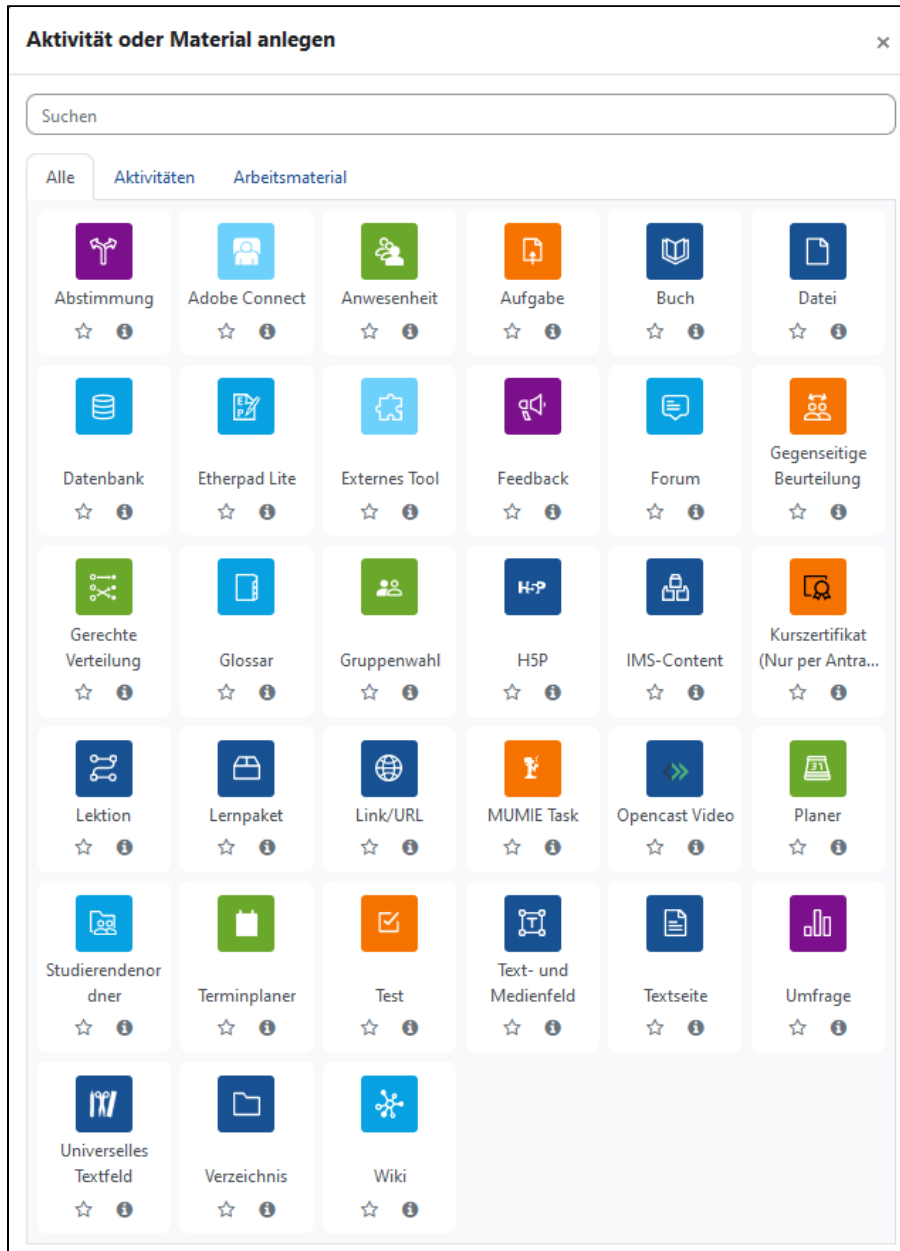 Aktivität oder Material anlegen
×
Suchen
Alle Aktivitäten Arbeitsmaterial
Abstimmung Adobe Connect Anwesenheit Aufgabe Buch Datei
Datenbank Etherpad Lite Externes Tool Feedback Forum Gegenseitige
Beurteilung
Gerechte
Verteilung Glossar Gruppenwahl H5P IMS-Content Kurszertifikat
(Nur per Antra...
H5P
Lektion Lernpaket Link/URL MUMIE Task Opencast Video Planer
31
Studierendenor
dner Terminplaner Test Text- und
Medienfeld Textseite Umfrage
T
Universelles
Textfeld Verzeichnis Wiki